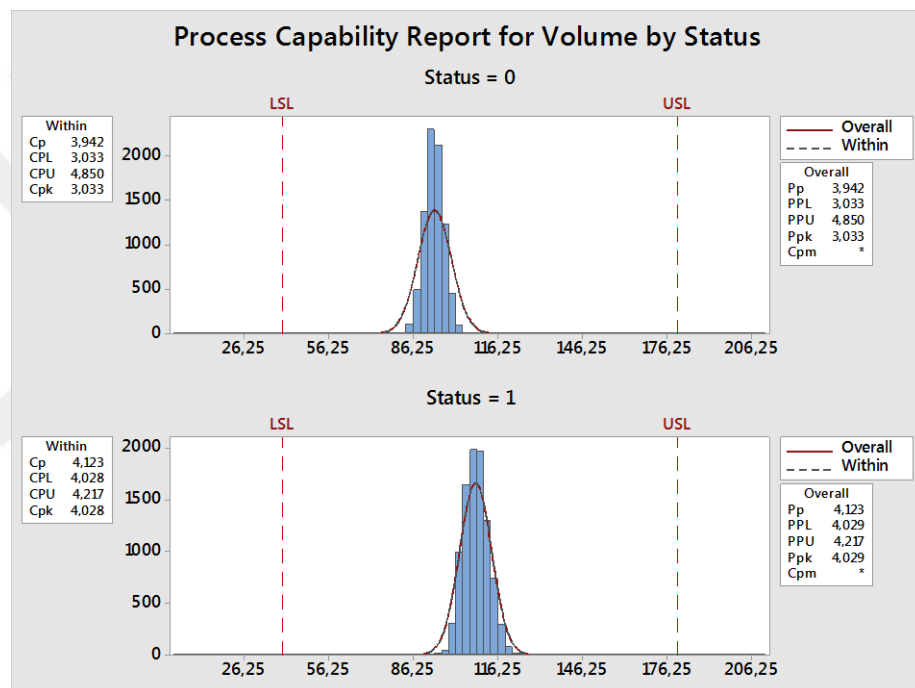 Process Capability Report for Volume by Status
Status = 0
LSL USL
Within
Cp 3,942
CPL 3,033
CPU 4,850
Cpk 3,033
2000
1500
1000
500
0
26,25 56,25 86,25 116,25 146,25 176,25 206,25
Overall
Within
Overall
Pp 3,942
PPL 3,033
PPU 4,850
Ppk 3,033
Cpm *
Status = 1
LSL USL
Within
Cp 4,123
CPL 4,028
CPU 4,217
Cpk 4,028
2000
1500
1000
500
0
26,25 56,25 86,25 116,25 146,25 176,25 206,25
Overall
Within
Overall
Pp 4,123
PPL 4,029
PPU 4,217
Ppk 4,029
Cpm *